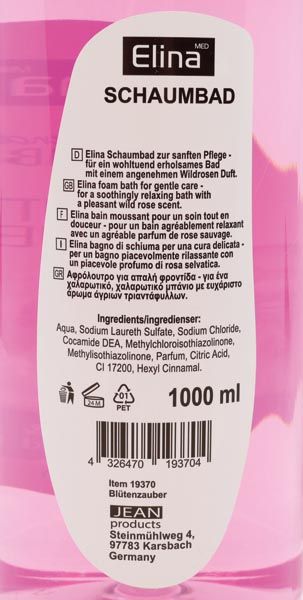 Elina MED
SCHAUMBAD
D Elina Schaumbad zur sanften Pflege -
für ein wohltuend erholsames Bad
mit einem angenehmen Wildrosen Duft.
GB Elina foam bath for gentle care -
for a soothingly relaxing bath with
a pleasant wild rose scent.
F Elina bain moussant pour un soin tout en
douceur - pour un bain agréablement relaxant
avec un agréable parfum de rose sauvage.
I Elina bagno di schiuma per una cura delicata -
per un bagno piacevolmente rilassante con
un piacevole profumo di rosa selvatica.
GR Αφρόλουτρο για απαλή φροντίδα - για ένα
χαλαρωτικό, χαλαρωτικό μπάνιο με ευχάριστο
άρωμα άγριων τριαντάφυλλων.
Ingredients/ingredienser:
Aqua, Sodium Laureth Sulfate, Sodium Chloride,
Cocamide DEA, Methylchloroisothiazolinone,
Methylisothiazolinone, Parfum, Citric Acid,
CI 17200, Hexyl Cinnamal.
24 M
01
PET
1000 ml
4 326470 193704
Item 19370
Blütenzauber
JEAN
products
Steinmühlweg 4,
97783 Karsbach
Germany